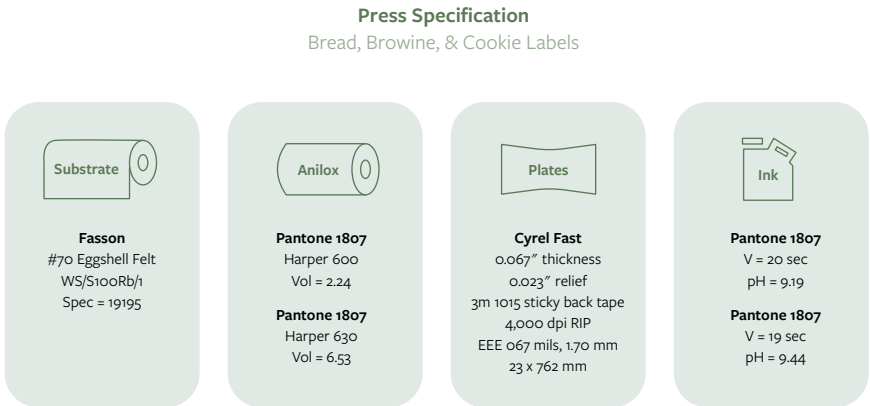 Press Specification
Bread, Browine, & Cookie Labels
Substrate
Fasson
#70 Eggshell Felt
WS/S100Rb/1
Spec = 19195
Anilox
Pantone 1807
Harper 600
Vol = 2.24
Pantone 1807
Harper 630
Vol = 6.53
Plates
Cyrel Fast
0.067″ thickness
0.023″ relief
3m 1015 sticky back tape
4,000 dpi RIP
EEE 067 mils, 1.70 mm
23 x 762 mm
Ink
Pantone 1807
V = 20 sec
pH = 9.19
Pantone 1807
V = 19 sec
pH = 9.44